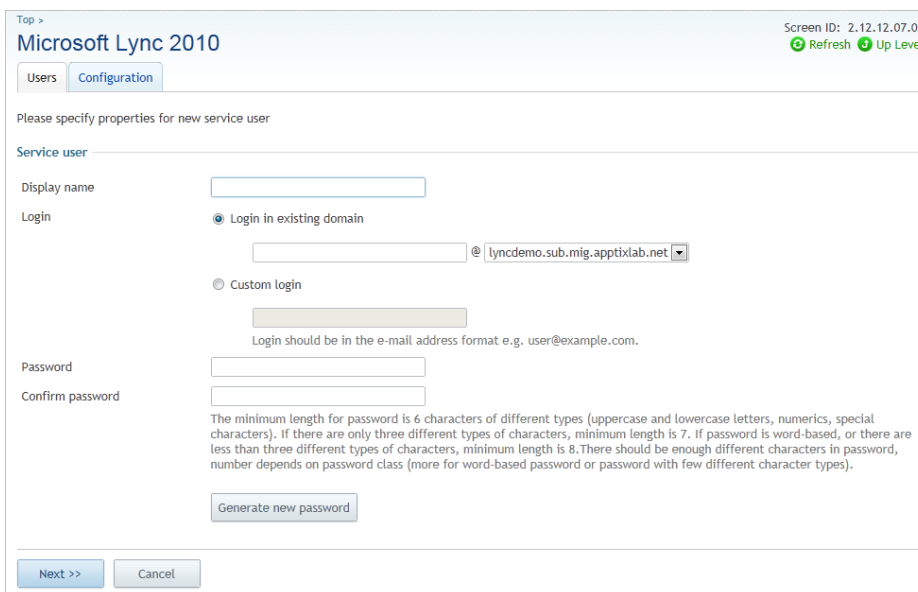 Top >
Microsoft Lync 2010
Screen ID: 2.12.12.07.0
Refresh Up Leve
Users Configuration
Please specify properties for new service user
Service user
Display name
Login
Login in existing domain
@ lyncdemo.sub.mig.apptixlab.net
Custom login
Login should be in the e-mail address format e.g. user@example.com.
Password
Confirm password
The minimum length for password is 6 characters of different types (uppercase and lowercase letters, numerics, special
characters). If there are only three different types of characters, minimum length is 7. If password is word-based, or there are
less than three different types of characters, minimum length is 8.There should be enough different characters in password,
number depends on password class (more for word-based password or password with few different character types).
Generate new password
Next >> Cancel